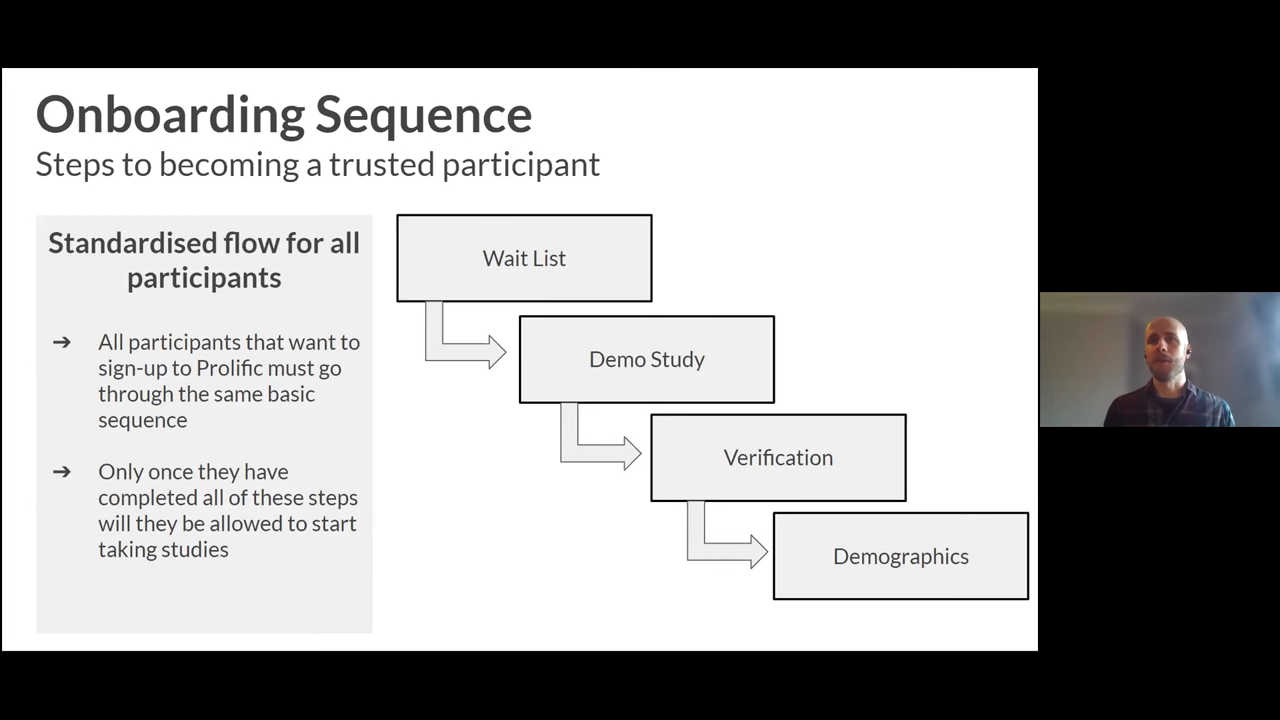 Onboarding Sequence
Steps to becoming a trusted participant
Standardised flow for all
participants
➔ All participants that want to
sign-up to Prolific must go
through the same basic
sequence
➔ Only once they have
completed all of these steps
will they be allowed to start
taking studies
Wait List
Demo Study
Verification
Demographics